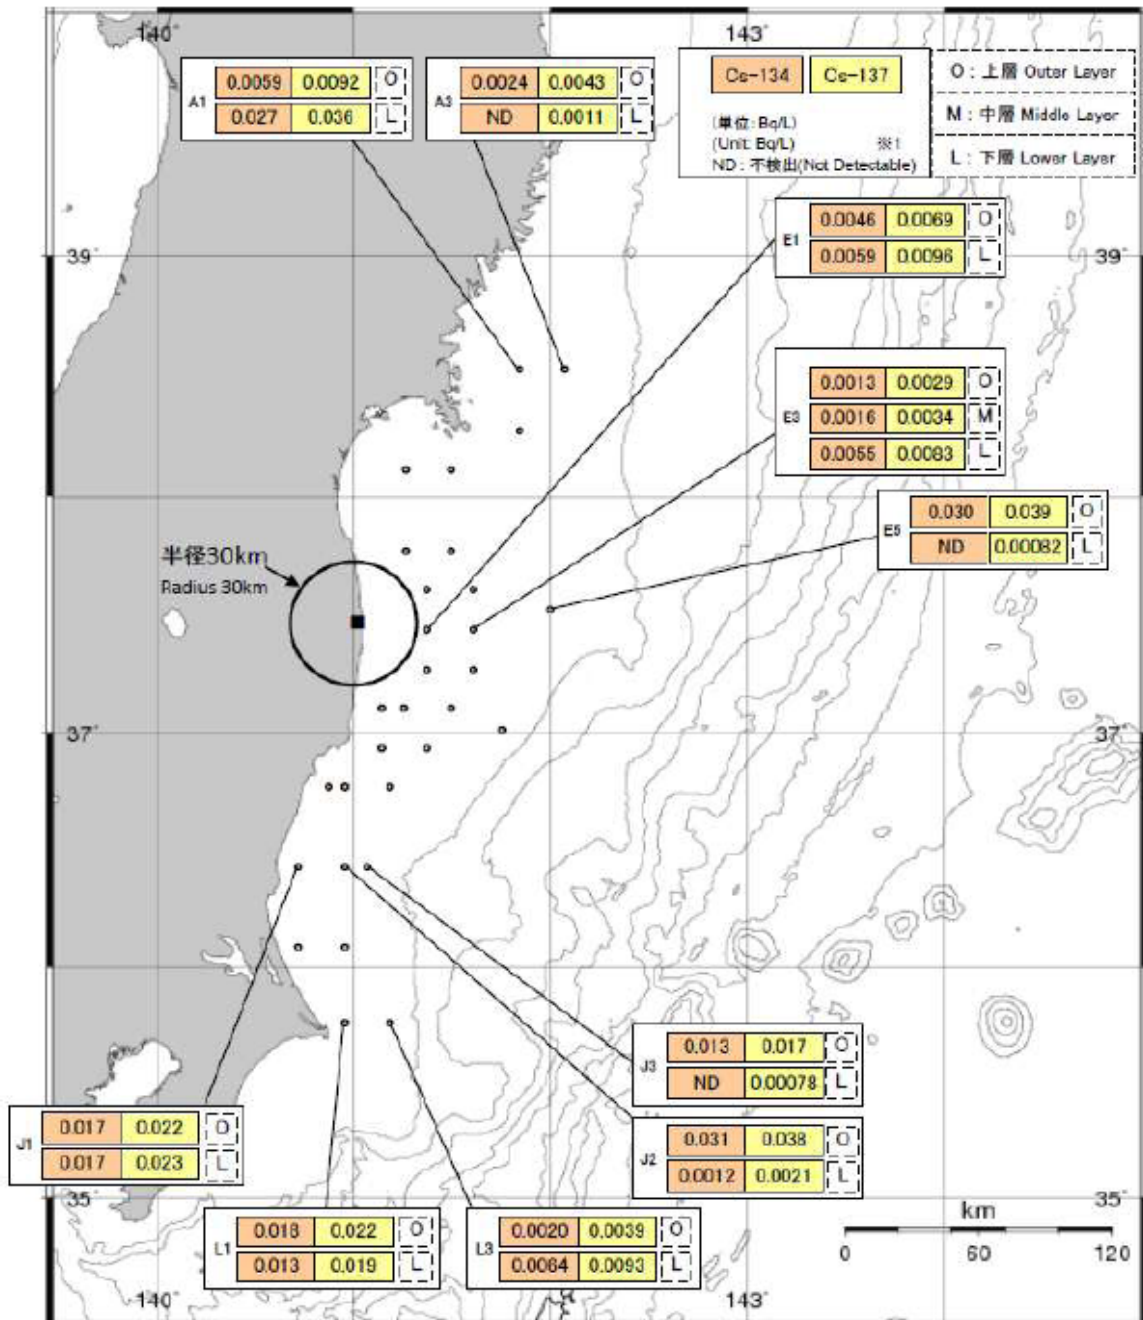 140°
143°
A1
0.0059 0.0092 O
0.027 0.036 L
A3
0.0024 0.0043 O
ND 0.0011 L
Cs-134 Cs-137
(単位: Bq/L)
(Unit: Bq/L) ※1
ND : 不検出(Not Detectable)
O : 上層 Outer Layer
M : 中層 Middle Layer
L : 下層 Lower Layer
E1
0.0046 0.0069 O
0.0059 0.0096 L
39°
39°
E3
0.0013 0.0029 O
0.0016 0.0034 M
0.0055 0.0083 L
E5
0.030 0.039 O
ND 0.00082 L
半径30km
Radius 30km
37°
37°
J3
0.013 0.017 O
ND 0.00078 L
J1
0.017 0.022 O
0.017 0.023 L
J2
0.031 0.038 O
0.0012 0.0021 L
35°
35°
L1
0.022 O
0.013 0.019 L
L3
0.0020 0.0039 O
0.0064 0.0093 L
km
0 60 120
140°
143°